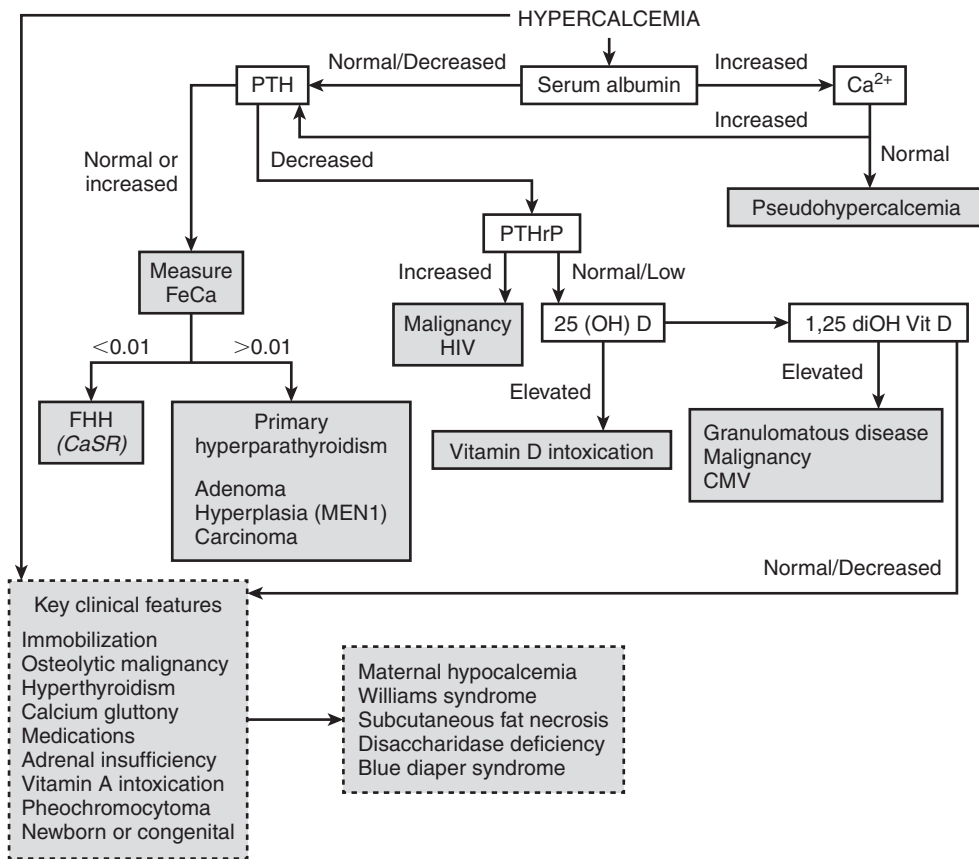 HYPERCALCEMIA
Normal/Decreased
Increased
PTH
Serum albumin
Ca²⁺
Increased
Normal or
increased
Decreased
Normal
Pseudohypercalcemia
PTHrP
Measure
FeCa
Increased
Normal/Low
Malignancy
HIV
25 (OH) D
1,25 diOH Vit D
<0.01
>0.01
Elevated
Elevated
FHH
(CaSR)
Primary
hyperparathyroidism
Adenoma
Hyperplasia (MEN1)
Carcinoma
Vitamin D intoxication
Granulomatous disease
Malignancy
CMV
Normal/Decreased
Key clinical features
Immobilization
Osteolytic malignancy
Hyperthyroidism
Calcium gluttony
Medications
Adrenal insufficiency
Vitamin A intoxication
Pheochromocytoma
Newborn or congenital
Maternal hypocalcemia
Williams syndrome
Subcutaneous fat necrosis
Disaccharidase deficiency
Blue diaper syndrome